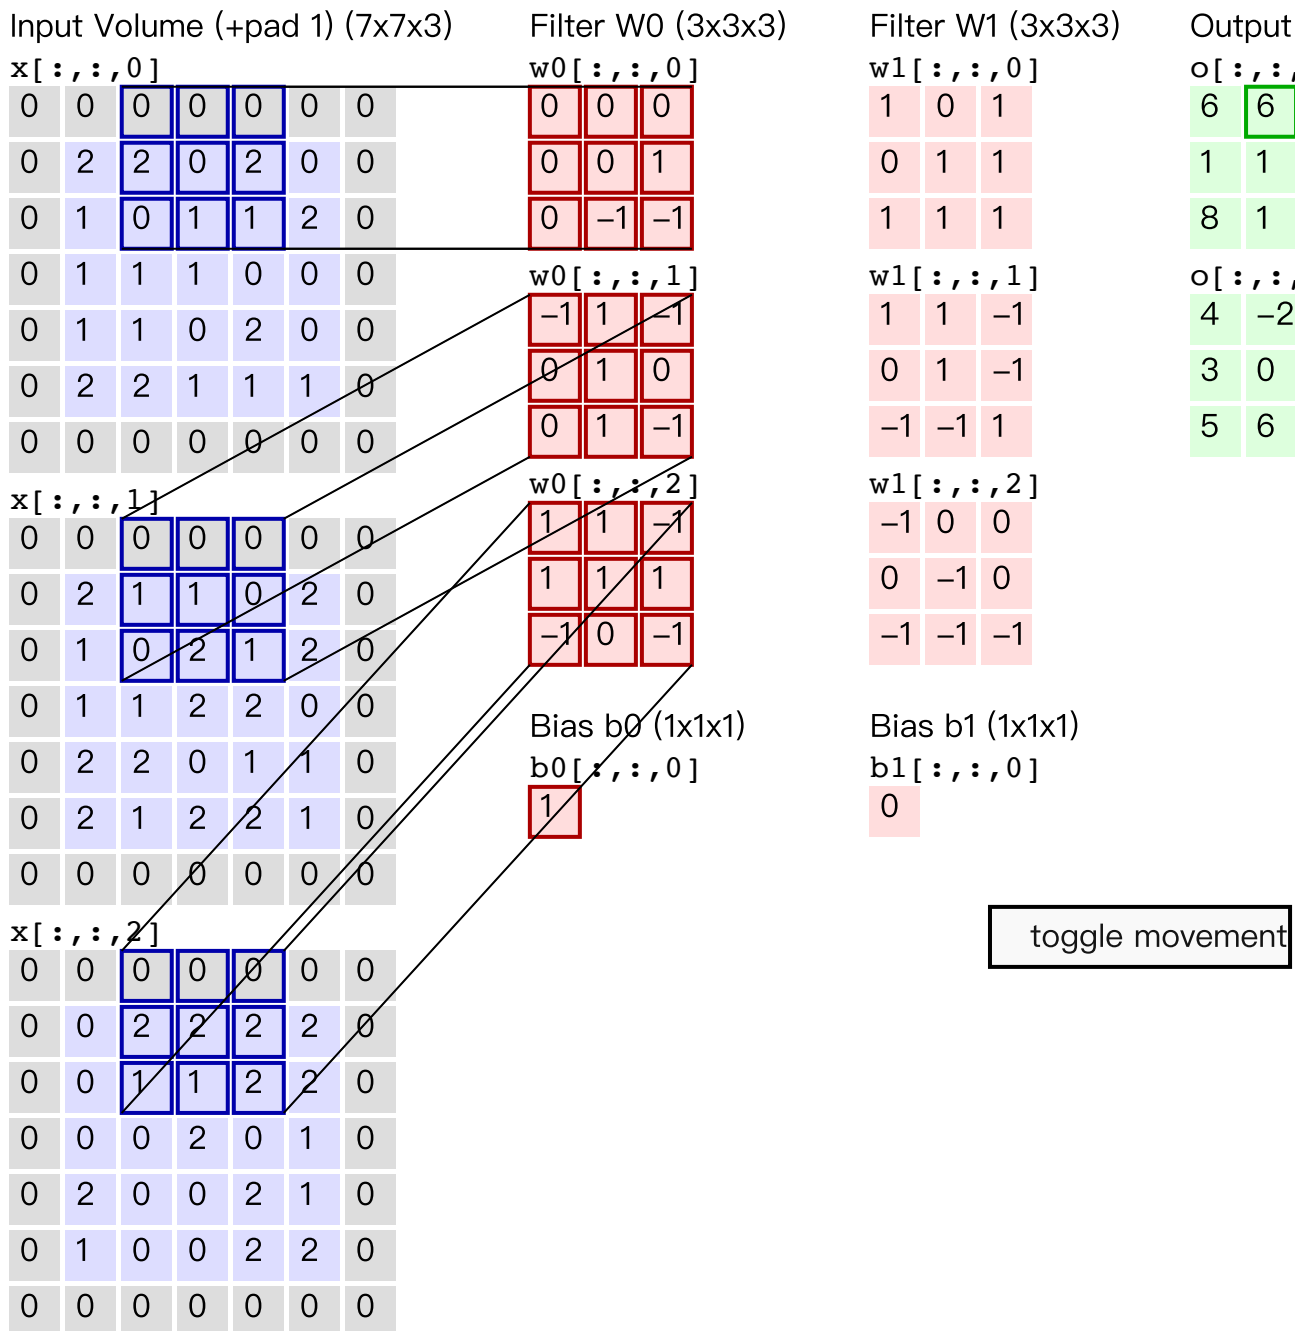 Input Volume (+pad 1) (7x7x3)
x[:,:,0]
0 0 0 0 0 0 0
0 2 2 0 2 0 0
0 1 0 1 1 2 0
0 1 1 1 0 0 0
0 1 1 0 2 0 0
0 2 2 1 1 1 0
0 0 0 0 0 0 0
x[:,:,1]
0 0 0 0 0 0 0
0 2 1 1 0 2 0
0 1 0 2 1 2 0
0 1 1 2 2 0 0
0 2 2 0 1 1 0
0 2 1 2 2 1 0
0 0 0 0 0 0 0
x[:,:,2]
0 0 0 0 0 0 0
0 0 2 2 2 2 0
0 0 1 1 2 2 0
0 0 0 2 0 1 0
0 2 0 0 2 1 0
0 1 0 0 2 2 0
0 0 0 0 0 0 0
Filter W0 (3x3x3)
w0[:,:,0]
0 0 0
0 0 1
0 –1 –1
w0[:,:,1]
–1 1 –1
0 1 0
0 1 –1
w0[:,:,2]
1 1 –1
1 1 1
–1 0 –1
Bias b0 (1x1x1)
b0[:,:,0]
1
Filter W1 (3x3x3)
w1[:,:,0]
1 0 1
0 1 1
1 1 1
w1[:,:,1]
1 1 –1
0 1 –1
–1 –1 1
w1[:,:,2]
–1 0 0
0 –1 0
–1 –1 –1
Bias b1 (1x1x1)
b1[:,:,0]
0
Output
o[:,:,
6 6
1 1
8 1
o[:,:,
4 –2
3 0
5 6
toggle movement